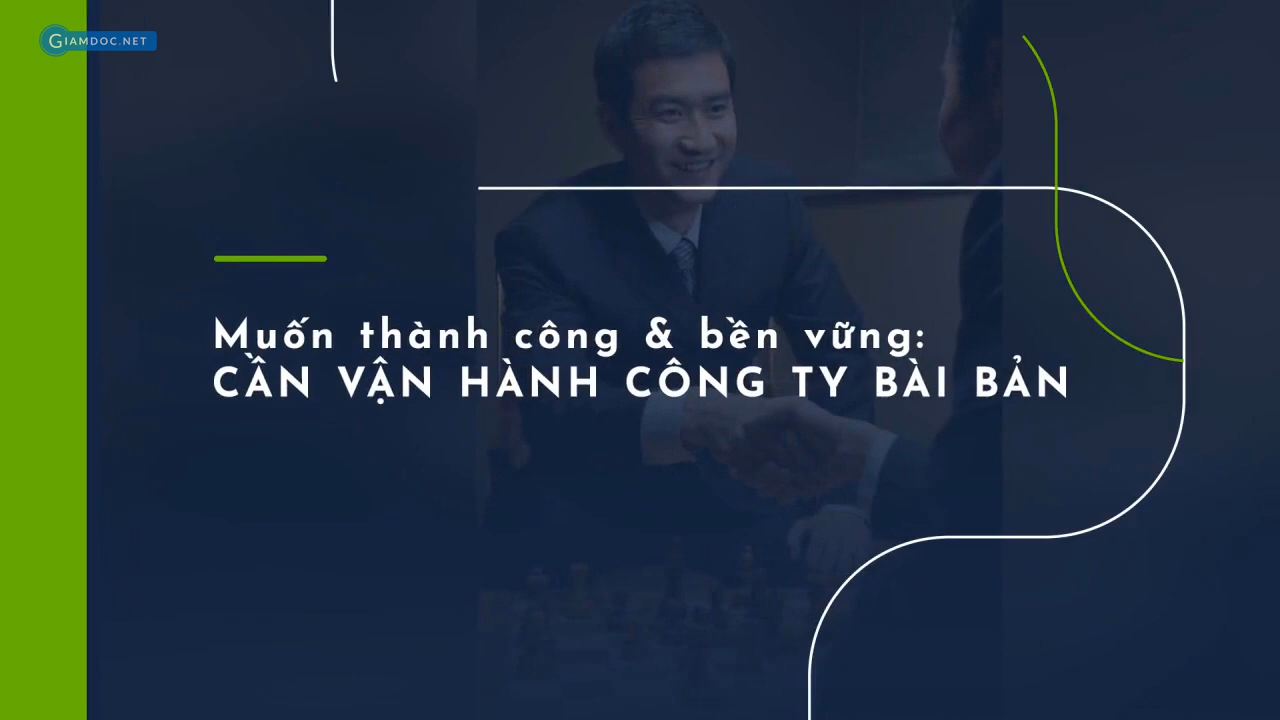 GIAMDOC.NET
Muốn thành công & bền vững:
CẦN VẬN HÀNH CÔNG TY BÀI BẢN